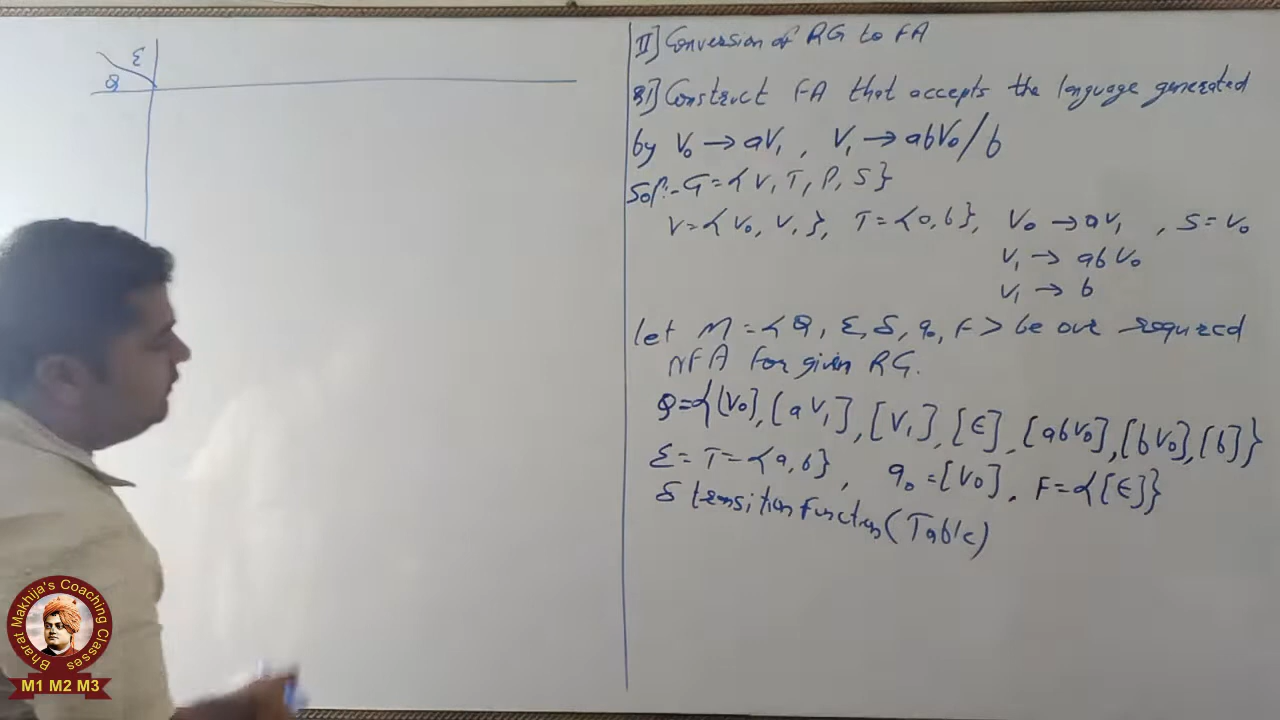 Σ
Q
II] Conversion of RG to FA
Q1] Construct FA that accepts the language generated
by V₀ → aV₁ , V₁ → abV₀/b
Solⁿ:- G = {V, T, P, S}
V = {V₀, V₁}, T = {a, b}, V₀ → aV₁ , S = V₀
V₁ → abV₀
V₁ → b
let M = <Q, Σ, δ, q₀, F> be our required
NFA for given RG.
Q = {[V₀], [aV₁], [V₁], [ϵ], [abV₀], [bV₀], [b]}
Σ = T = {a, b}, q₀ = [V₀], F = {[ϵ]}
δ transition function (Table)
Bharat Makhija's Coaching Classes
M1 M2 M3